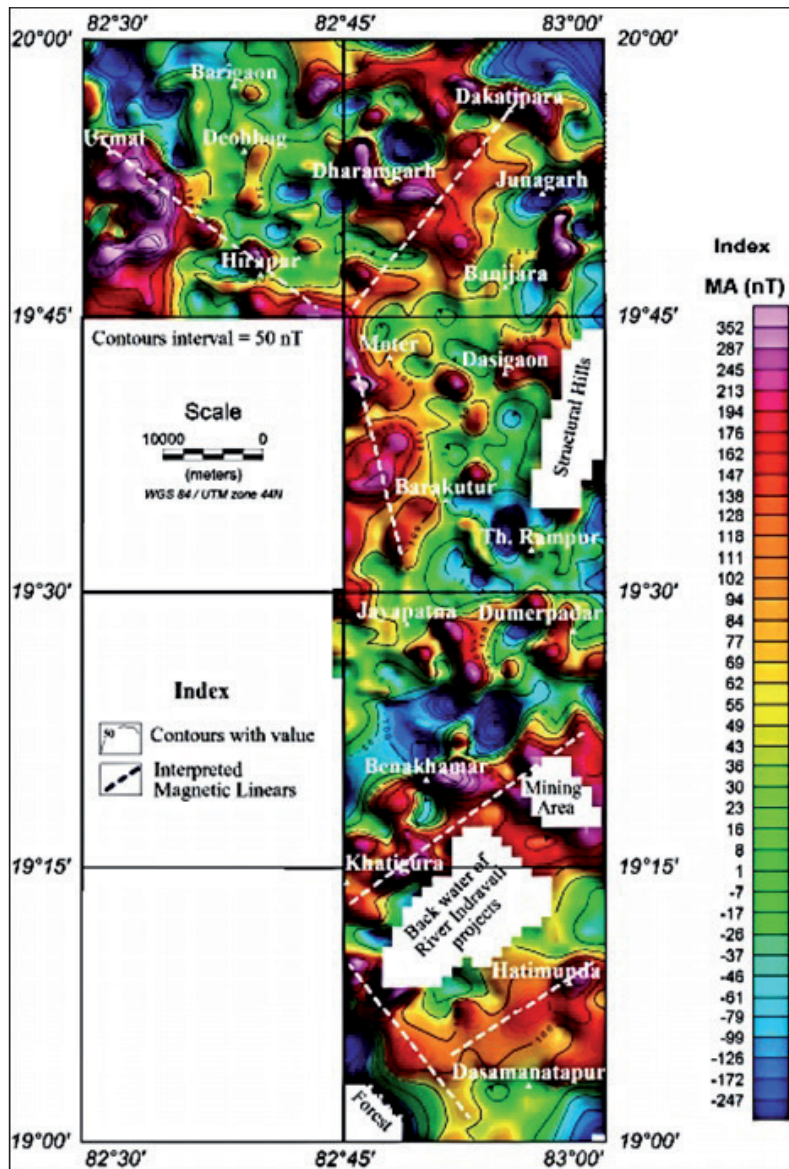 82°30' 82°45' 83°00'
20°00' 20°00'
Barigaon
Dakatipara
Urmal Deobhog
Dharamgarh
Junagarh
Hirapur
Banijara
19°45' 19°45'
Contours interval = 50 nT
Moter
Dasigaon
Scale
10000 0
(meters)
WGS 84 / UTM zone 44N
Structural Hills
Barakutur
Th. Rampur
19°30' 19°30'
Jayapatna Dumerpadar
Index
50 Contours with value
Interpreted
Magnetic Linears
Benakhamar
Mining
Area
19°15' 19°15'
Khatigura
Back water of
River Indravati
projects
Hatimunda
Dasamanatapur
Forest
19°00' 19°00'
82°30' 82°45' 83°00'
Index
MA (nT)
352
287
245
213
194
176
162
147
138
128
118
111
102
94
84
77
69
62
55
49
43
36
30
23
16
8
1
-7
-17
-26
-37
-46
-61
-79
-99
-126
-172
-247